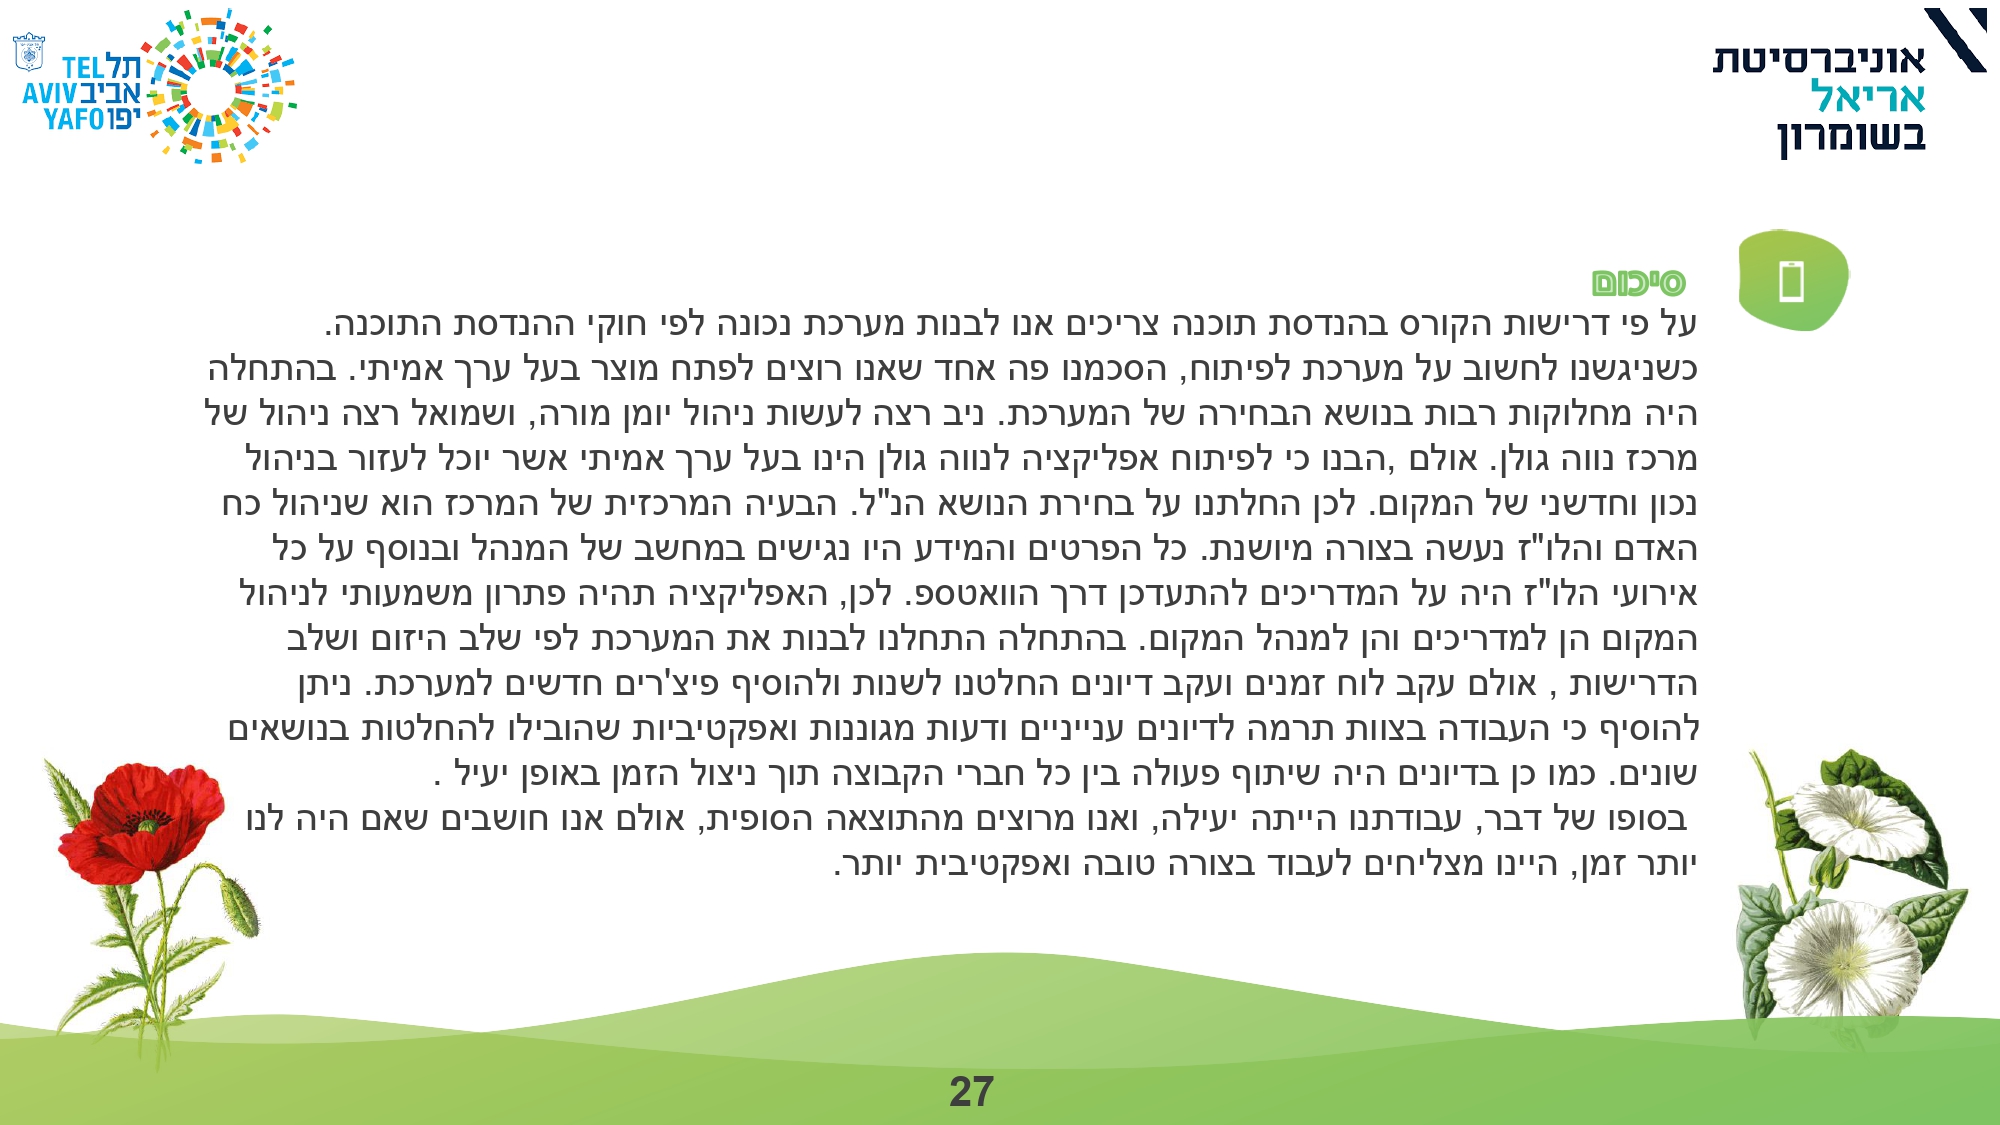 TEL תל
AVIV אביב
YAFO יפו
אוניברסיטת
אריאל
בשומרון
סיכום
על פי דרישות הקורס בהנדסת תוכנה צריכים אנו לבנות מערכת נכונה לפי חוקי ההנדסת התוכנה.
כשניגשנו לחשוב על מערכת לפיתוח, הסכמנו פה אחד שאנו רוצים לפתח מוצר בעל ערך אמיתי. בהתחלה
היה מחלוקות רבות בנושא הבחירה של המערכת. ניב רצה לעשות ניהול יומן מורה, ושמואל רצה ניהול של
מרכז נווה גולן. אולם ,הבנו כי לפיתוח אפליקציה לנווה גולן הינו בעל ערך אמיתי אשר יוכל לעזור בניהול
נכון וחדשני של המקום. לכן החלתנו על בחירת הנושא הנ"ל. הבעיה המרכזית של המרכז הוא שניהול כח
האדם והלו"ז נעשה בצורה מיושנת. כל הפרטים והמידע היו נגישים במחשב של המנהל ובנוסף על כל
אירועי הלו"ז היה על המדריכים להתעדכן דרך הוואטספ. לכן, האפליקציה תהיה פתרון משמעותי לניהול
המקום הן למדריכים והן למנהל המקום. בהתחלה התחלנו לבנות את המערכת לפי שלב היזום ושלב
הדרישות , אולם עקב לוח זמנים ועקב דיונים החלטנו לשנות ולהוסיף פיצ'רים חדשים למערכת. ניתן
להוסיף כי העבודה בצוות תרמה לדיונים ענייניים ודעות מגוננות ואפקטיביות שהובילו להחלטות בנושאים
שונים. כמו כן בדיונים היה שיתוף פעולה בין כל חברי הקבוצה תוך ניצול הזמן באופן יעיל .
בסופו של דבר, עבודתנו הייתה יעילה, ואנו מרוצים מהתוצאה הסופית, אולם אנו חושבים שאם היה לנו
יותר זמן, היינו מצליחים לעבוד בצורה טובה ואפקטיבית יותר.
27